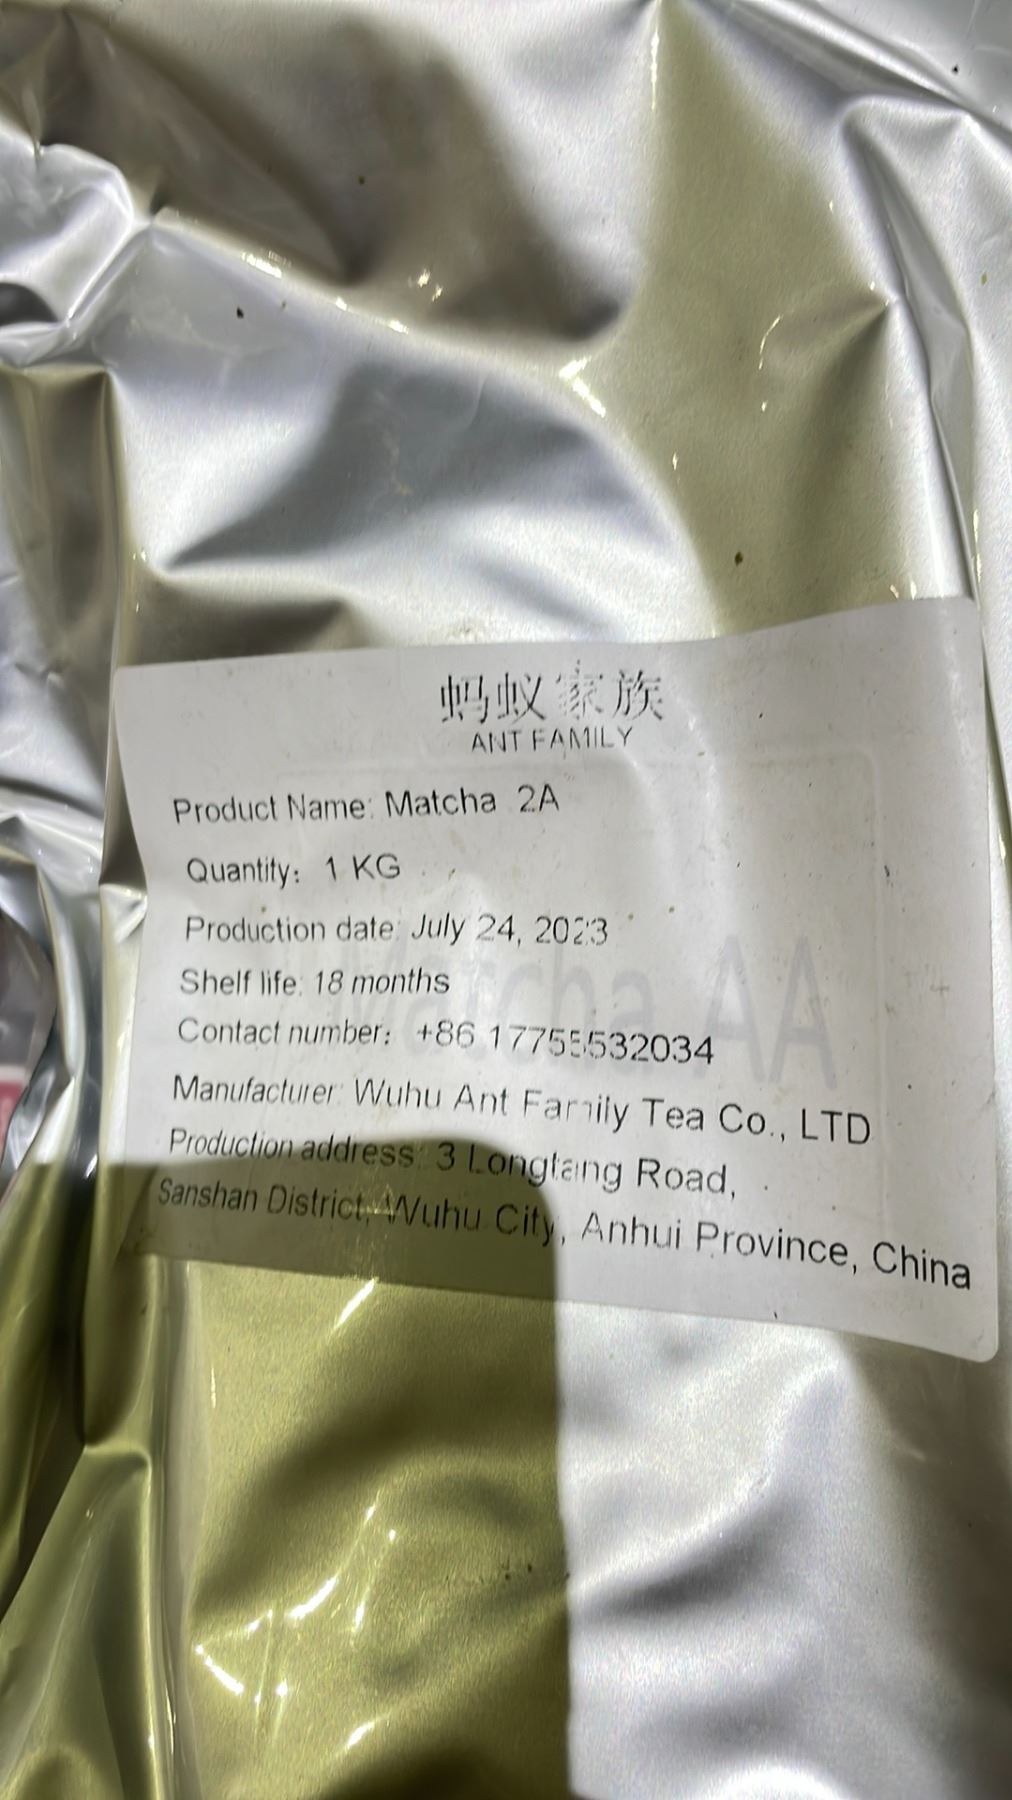 蚂蚁家族
ANT FAMILY
Product Name: Matcha 2A
Quantity: 1 KG
Production date: July 24, 2023
Shelf life: 18 months
Contact number: +86 17755532034
Manufacturer: Wuhu Ant Family Tea Co., LTD
Production address: 3 Longtang Road,
Sanshan District, Wuhu City, Anhui Province, China
Matcha AA